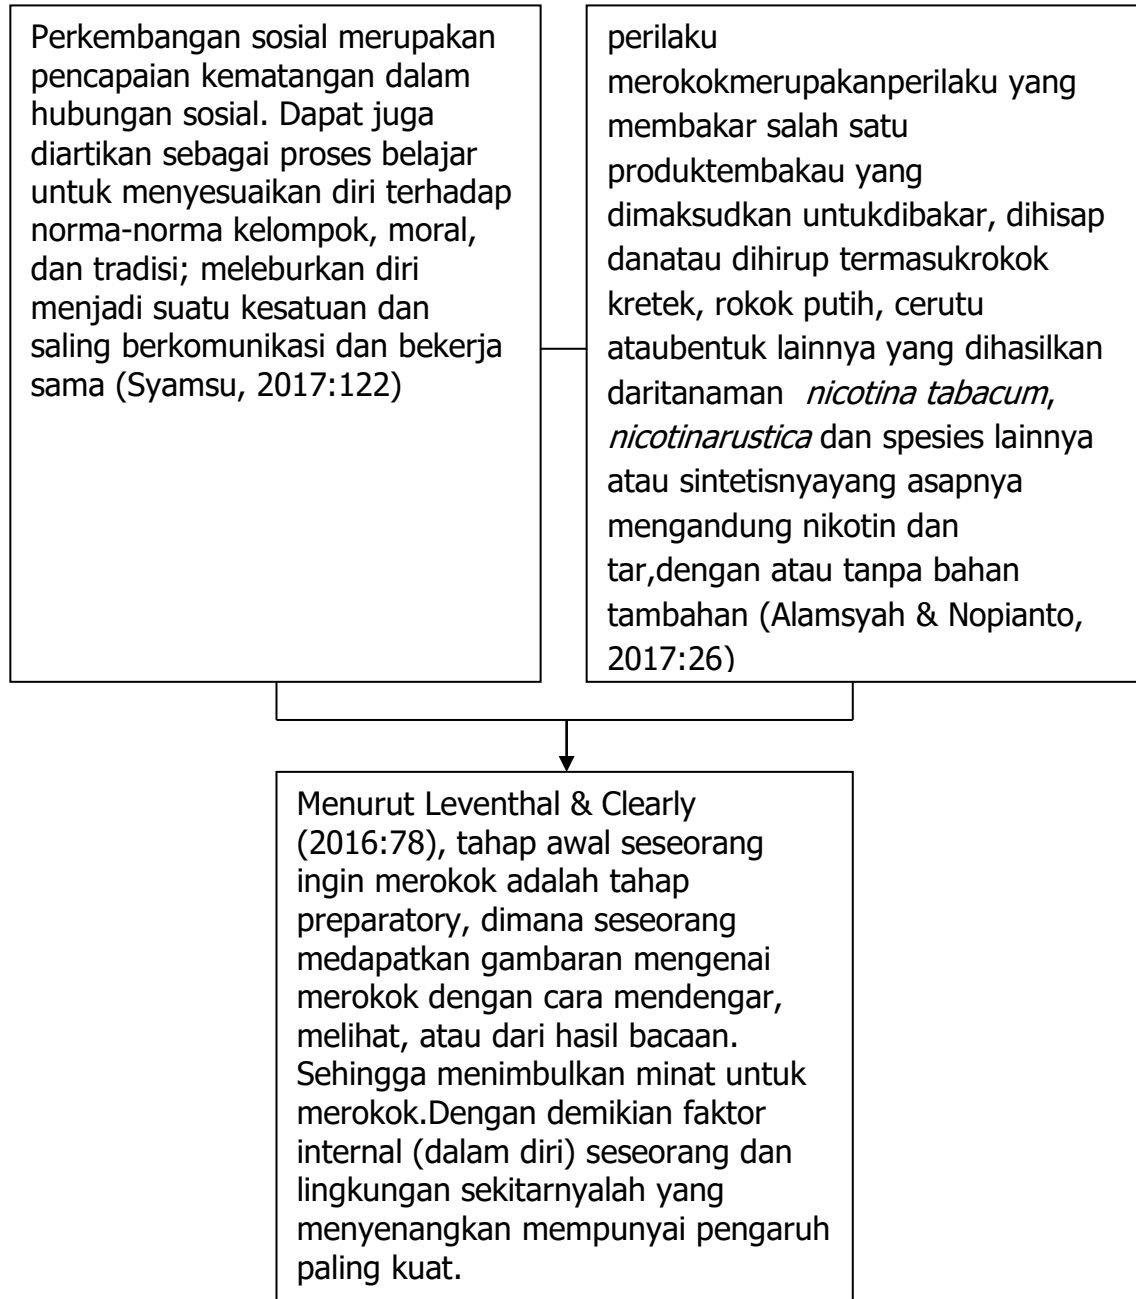 Perkembangan sosial merupakan
pencapaian kematangan dalam
hubungan sosial. Dapat juga
diartikan sebagai proses belajar
untuk menyesuaikan diri terhadap
norma-norma kelompok, moral,
dan tradisi; meleburkan diri
menjadi suatu kesatuan dan
saling berkomunikasi dan bekerja
sama (Syamsu, 2017:122)
perilaku
merokokmerupakanperilaku yang
membakar salah satu
produktembakau yang
dimaksudkan untukdibakar, dihisap
danatau dihirup termasukrokok
kretek, rokok putih, cerutu
ataubentuk lainnya yang dihasilkan
daritanaman nicotina tabacum,
nicotinarustica dan spesies lainnya
atau sintetisnyayang asapnya
mengandung nikotin dan
tar,dengan atau tanpa bahan
tambahan (Alamsyah & Nopianto,
2017:26)
Menurut Leventhal & Clearly
(2016:78), tahap awal seseorang
ingin merokok adalah tahap
preparatory, dimana seseorang
medapatkan gambaran mengenai
merokok dengan cara mendengar,
melihat, atau dari hasil bacaan.
Sehingga menimbulkan minat untuk
merokok.Dengan demikian faktor
internal (dalam diri) seseorang dan
lingkungan sekitarnyalah yang
menyenangkan mempunyai pengaruh
paling kuat.